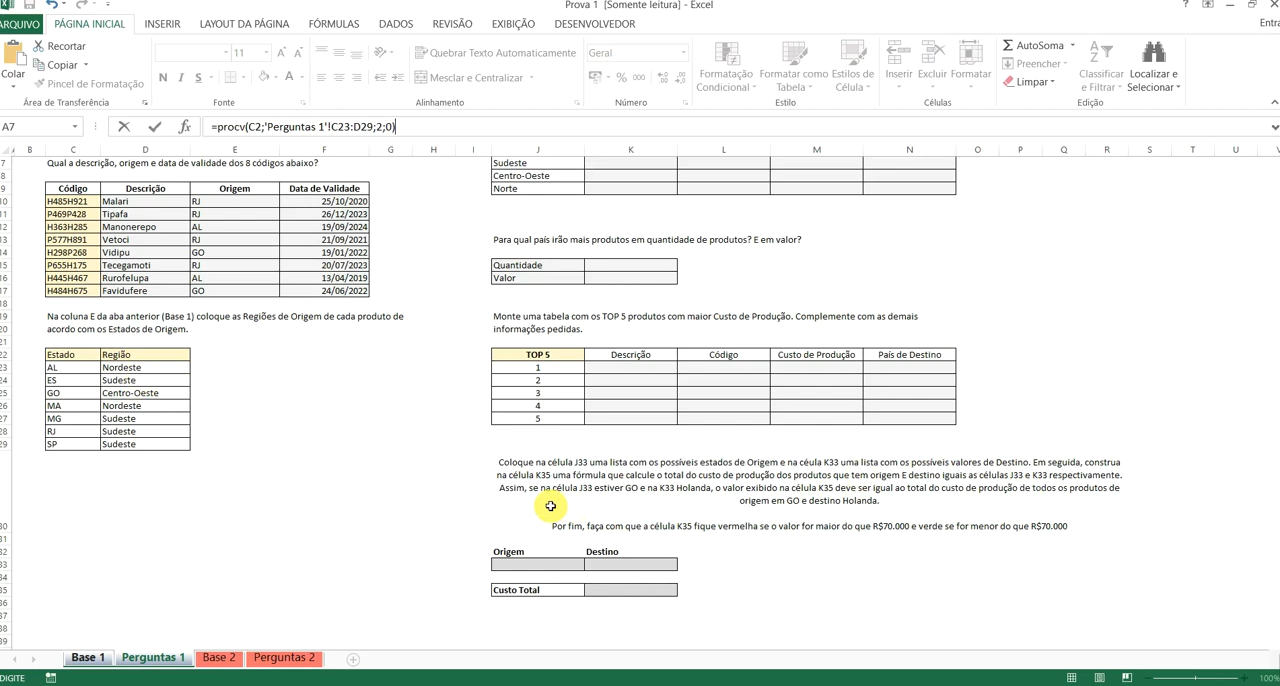 Prova 1 [Somente leitura] - Excel
ARQUIVO PÁGINA INICIAL INSERIR LAYOUT DA PÁGINA FÓRMULAS DADOS REVISÃO EXIBIÇÃO DESENVOLVEDOR Entra
Colar
Recortar
Copiar
Pincel de Formatação
Área de Transferência
11
N I S
Fonte
Quebrar Texto Automaticamente
Mesclar e Centralizar
Alinhamento
Geral
% 000
Número
Formatação Condicional
Formatar como Tabela
Estilos de Célula
Estilo
Inserir Excluir Formatar
Células
AutoSoma
Preencher
Limpar
Classificar e Filtrar
Localizar e Selecionar
Edição
A7 =procv(C2;'Perguntas 1'!C23:D29;2;0)
B C D E F G H I J K L M N O P Q R S T U V
Qual a descrição, origem e data de validade dos 8 códigos abaixo?
Código Descrição Origem Data de Validade
H485H921 Malari RJ 25/10/2020
P469P428 Tipafa RJ 26/12/2023
H363H285 Manonerepo AL 19/09/2024
P577H891 Vetoci RJ 21/09/2021
H298P268 Vidipu GO 19/01/2022
P655H175 Tecegamoti RJ 20/07/2023
H445H467 Rurofelupa AL 13/04/2019
H484H675 Favidufere GO 24/06/2022
Na coluna E da aba anterior (Base 1) coloque as Regiões de Origem de cada produto de
acordo com os Estados de Origem.
Estado Região
AL Nordeste
ES Sudeste
GO Centro-Oeste
MA Nordeste
MG Sudeste
RJ Sudeste
SP Sudeste
Sudeste
Centro-Oeste
Norte
Para qual país irão mais produtos em quantidade de produtos? E em valor?
Quantidade
Valor
Monte uma tabela com os TOP 5 produtos com maior Custo de Produção. Complemente com as demais
informações pedidas.
TOP 5 Descrição Código Custo de Produção País de Destino
1
2
3
4
5
Coloque na célula J33 uma lista com os possíveis estados de Origem e na céula K33 uma lista com os possíveis valores de Destino. Em seguida, construa
na célula K35 uma fórmula que calcule o total do custo de produção dos produtos que tem origem E destino iguais as células J33 e K33 respectivamente.
Assim, se na célula J33 estiver GO e na K33 Holanda, o valor exibido na célula K35 deve ser igual ao total do custo de produção de todos os produtos de
origem em GO e destino Holanda.
Por fim, faça com que a célula K35 fique vermelha se o valor for maior do que R$70.000 e verde se for menor do que R$70.000
Origem Destino
Custo Total
Base 1 Perguntas 1 Base 2 Perguntas 2
DIGITE 100%